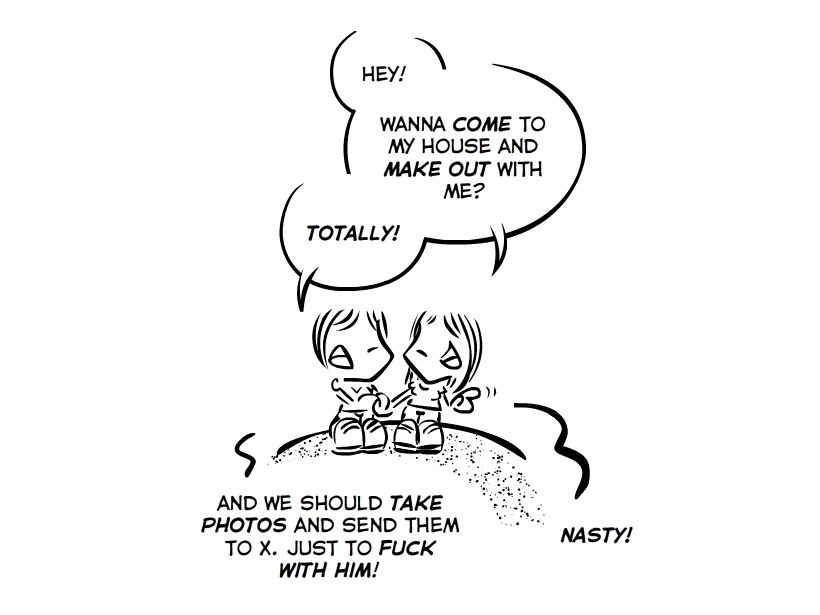 HEY!
WANNA COME TO
MY HOUSE AND
MAKE OUT WITH
ME?
TOTALLY!
AND WE SHOULD TAKE
PHOTOS AND SEND THEM
TO X. JUST TO FUCK
WITH HIM!
NASTY!